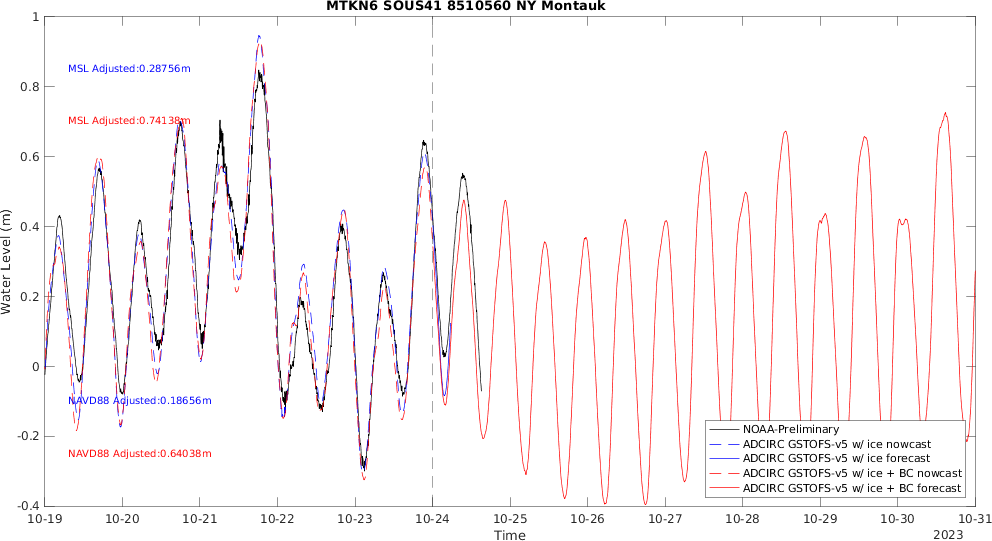 MTKN6 SOUS41 8510560 NY Montauk
Water Level (m)
1
0.8
0.6
0.4
0.2
0
-0.2
-0.4
MSL Adjusted:0.28756m
MSL Adjusted:0.74138m
NAVD88 Adjusted:0.18656m
NAVD88 Adjusted:0.64038m
NOAA-Preliminary
ADCIRC GSTOFS-v5 w/ ice nowcast
ADCIRC GSTOFS-v5 w/ ice forecast
ADCIRC GSTOFS-v5 w/ ice + BC nowcast
ADCIRC GSTOFS-v5 w/ ice + BC forecast
10-19 10-20 10-21 10-22 10-23 10-24 10-25 10-26 10-27 10-28 10-29 10-30 10-31
Time
2023